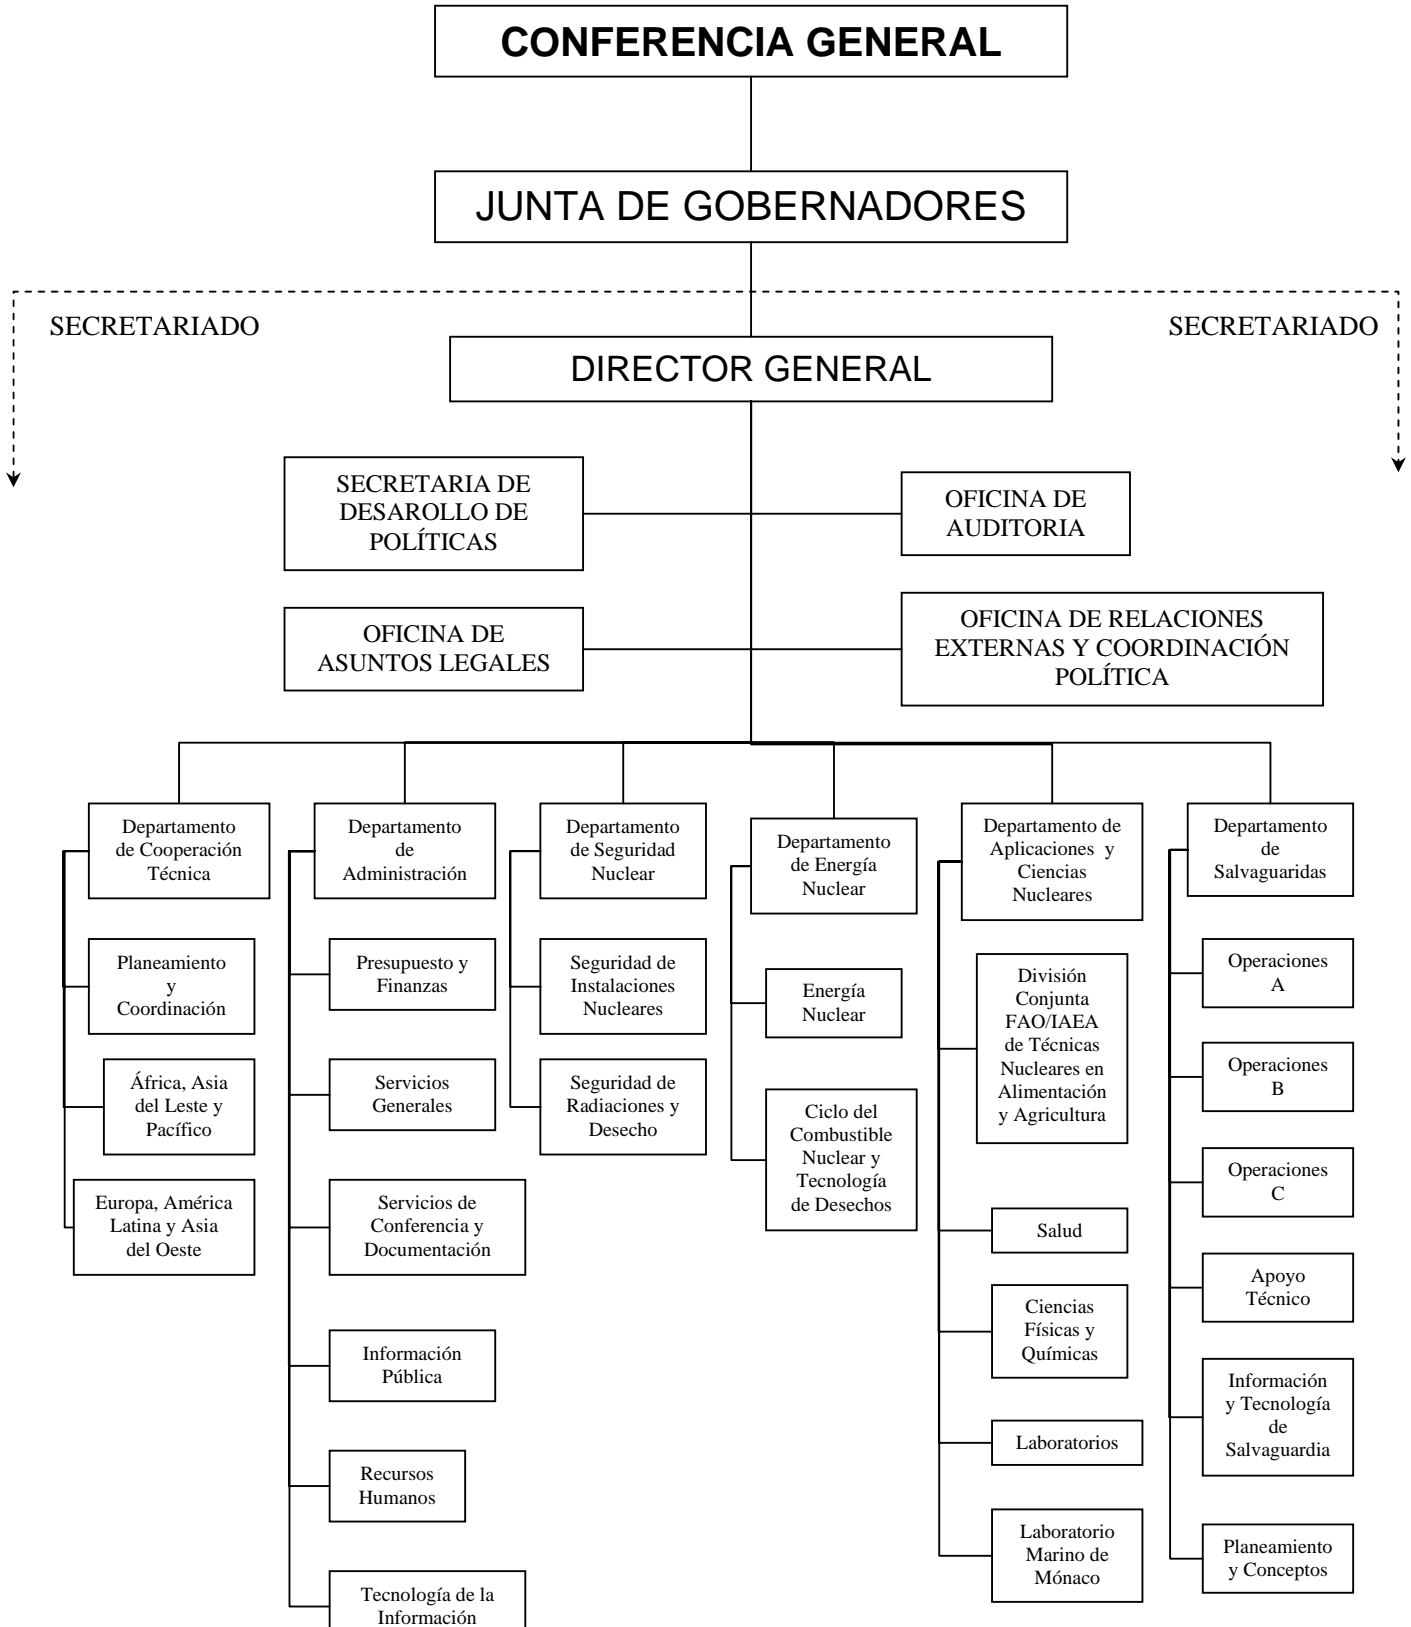 CONFERENCIA GENERAL
JUNTA DE GOBERNADORES
SECRETARIADO
SECRETARIADO
DIRECTOR GENERAL
SECRETARIA DE
DESAROLLO DE
POLÍTICAS
OFICINA DE
AUDITORIA
OFICINA DE
ASUNTOS LEGALES
OFICINA DE RELACIONES
EXTERNAS Y COORDINACIÓN
POLÍTICA
Departamento
de Cooperación
Técnica
Planeamiento
y
Coordinación
África, Asia
del Leste y
Pacífico
Europa, América
Latina y Asia
del Oeste
Departamento
de
Administración
Presupuesto y
Finanzas
Servicios
Generales
Servicios de
Conferencia y
Documentación
Información
Pública
Recursos
Humanos
Tecnología de la
Información
Departamento
de Seguridad
Nuclear
Seguridad de
Instalaciones
Nucleares
Seguridad de
Radiaciones y
Desecho
Departamento
de Energía
Nuclear
Energía
Nuclear
Ciclo del
Combustible
Nuclear y
Tecnología
de Desechos
Departamento de
Aplicaciones y
Ciencias
Nucleares
División
Conjunta
FAO/IAEA
de Técnicas
Nucleares en
Alimentación
y Agricultura
Salud
Ciencias
Físicas y
Químicas
Laboratorios
Laboratorio
Marino de
Mónaco
Departamento
de
Salvaguaridas
Operaciones
A
Operaciones
B
Operaciones
C
Apoyo
Técnico
Información
y Tecnología
de
Salvaguardia
Planeamiento
y Conceptos